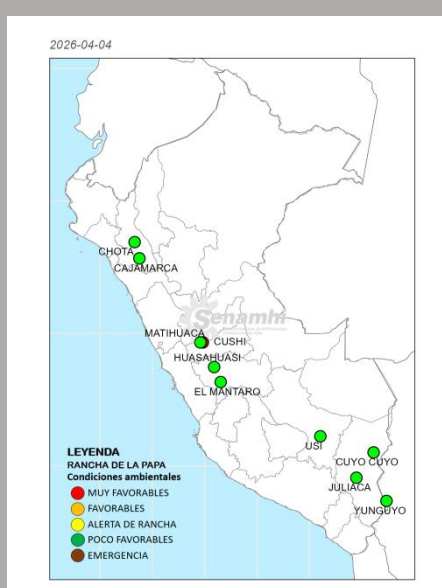 2026-04-04
CHOTA
CAJAMARCA
Senamhi
MATIHUACA
CUSHI
HUASAHUASI
EL MANTARO
USI
CUYO CUYO
JULIACA
YUNGUYO
LEYENDA
RANCHA DE LA PAPA
Condiciones ambientales
MUY FAVORABLES
FAVORABLES
ALERTA DE RANCHA
POCO FAVORABLES
EMERGENCIA